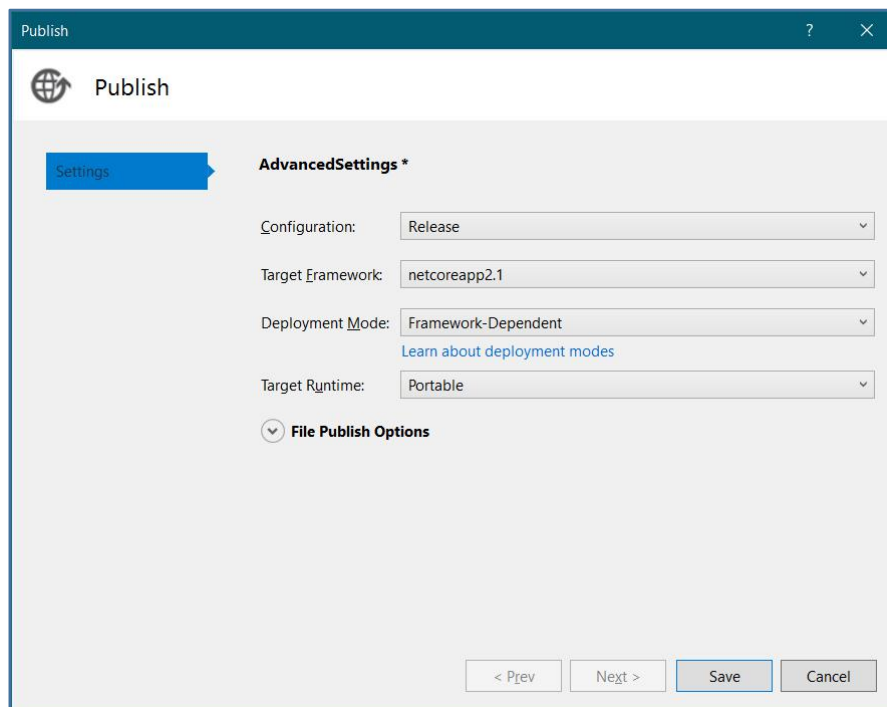 Publish
?
Publish
Settings
AdvancedSettings *
Configuration: Release
Target Framework: netcoreapp2.1
Deployment Mode: Framework-Dependent
Learn about deployment modes
Target Runtime: Portable
File Publish Options
< Prev Next > Save Cancel